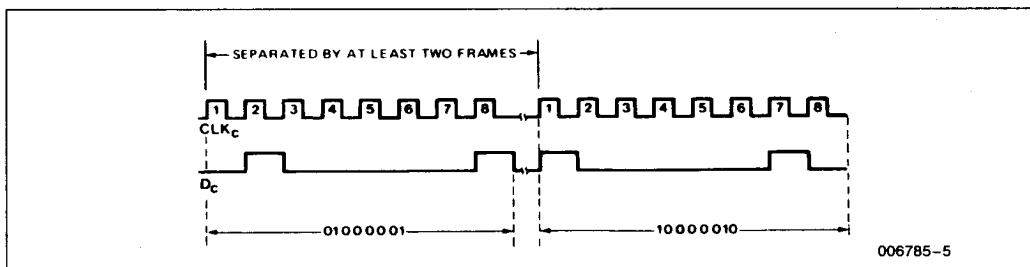 SEPARATED BY AT LEAST TWO FRAMES
1 2 3 4 5 6 7 8 1 2 3 4 5 6 7 8
CLKC
DC
01000001 10000010
006785-5